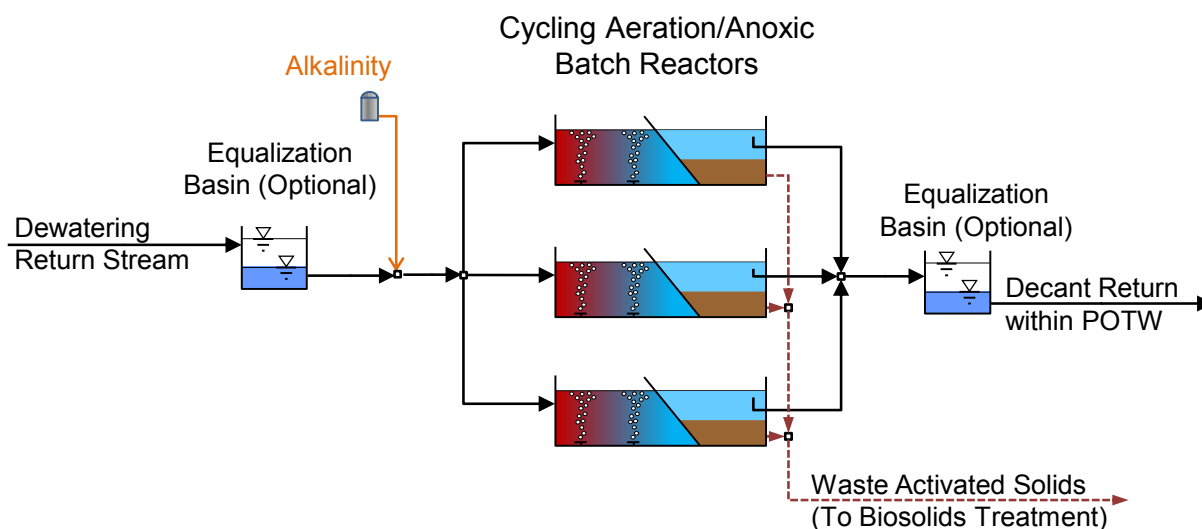 Cycling Aeration/Anoxic
Batch Reactors
Alkalinity
Equalization
Basin (Optional)
Dewatering
Return Stream
Equalization
Basin (Optional)
Decant Return
within POTW
Waste Activated Solids
(To Biosolids Treatment)